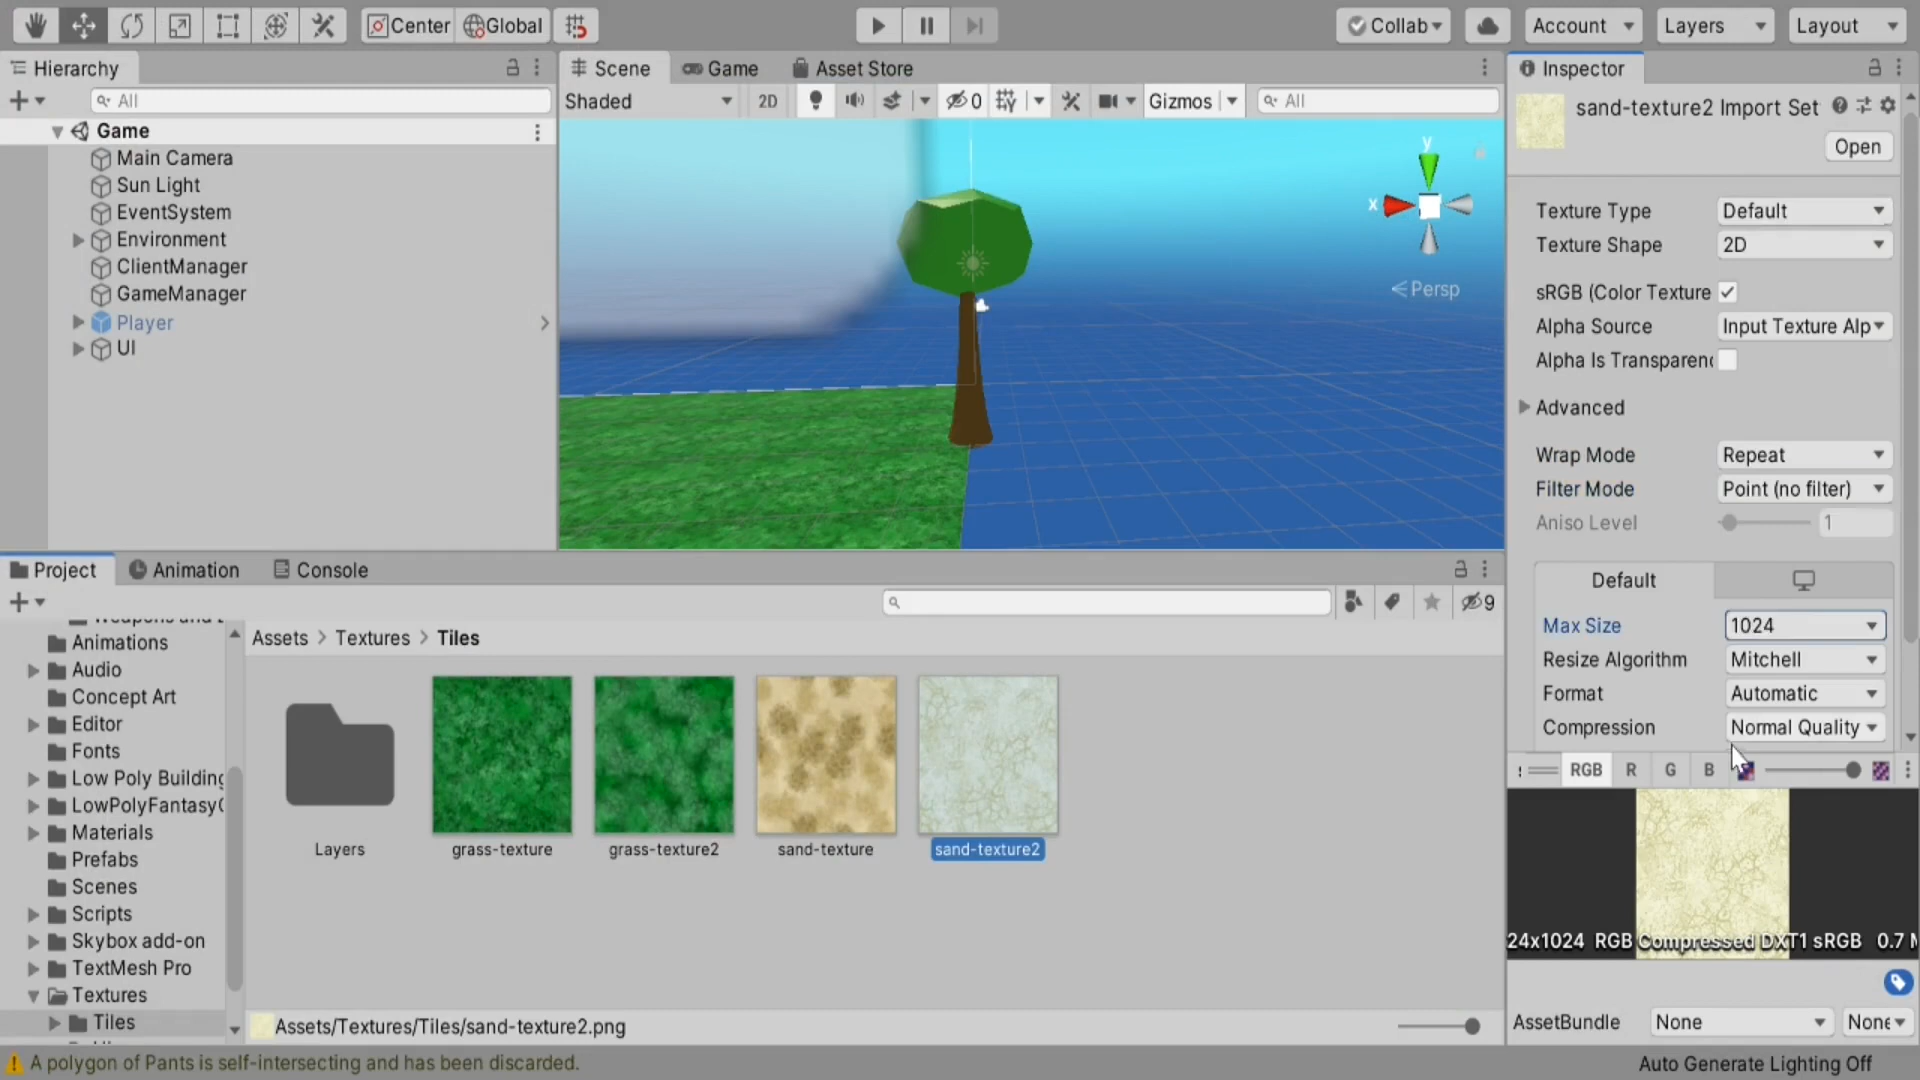 Center
Global
Collab
Account
Layers
Layout
Hierarchy
All
Game
Main Camera
Sun Light
EventSystem
Environment
ClientManager
GameManager
Player
UI
Scene
Game
Asset Store
Shaded
2D
0
Gizmos
All
y
x
Persp
Inspector
sand-texture2 Import Set
Open
Texture Type
Default
Texture Shape
2D
sRGB (Color Texture
Alpha Source
Input Texture Alp
Alpha Is Transparenc
Advanced
Wrap Mode
Repeat
Filter Mode
Point (no filter)
Aniso Level
1
Default
Max Size
1024
Resize Algorithm
Mitchell
Format
Automatic
Compression
Normal Quality
RGB
R
G
B
24x1024 RGB Compressed DXT1 sRGB 0.7 M
AssetBundle
None
None
Project
Animation
Console
9
Animations
Audio
Concept Art
Editor
Fonts
Low Poly Building
LowPolyFantasy
Materials
Prefabs
Scenes
Scripts
Skybox add-on
TextMesh Pro
Textures
Tiles
Assets > Textures > Tiles
Layers
grass-texture
grass-texture2
sand-texture
sand-texture2
Assets/Textures/Tiles/sand-texture2.png
A polygon of Pants is self-intersecting and has been discarded.
Auto Generate Lighting Off